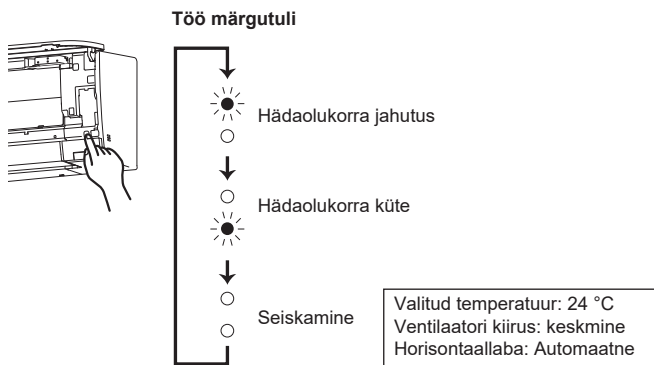 Töö märgutuli
Hädaolukorra jahutus
Hädaolukorra küte
Seiskamine
Valitud temperatuur: 24 °C
Ventilaatori kiirus: keskmine
Horisontaallaba: Automaatne